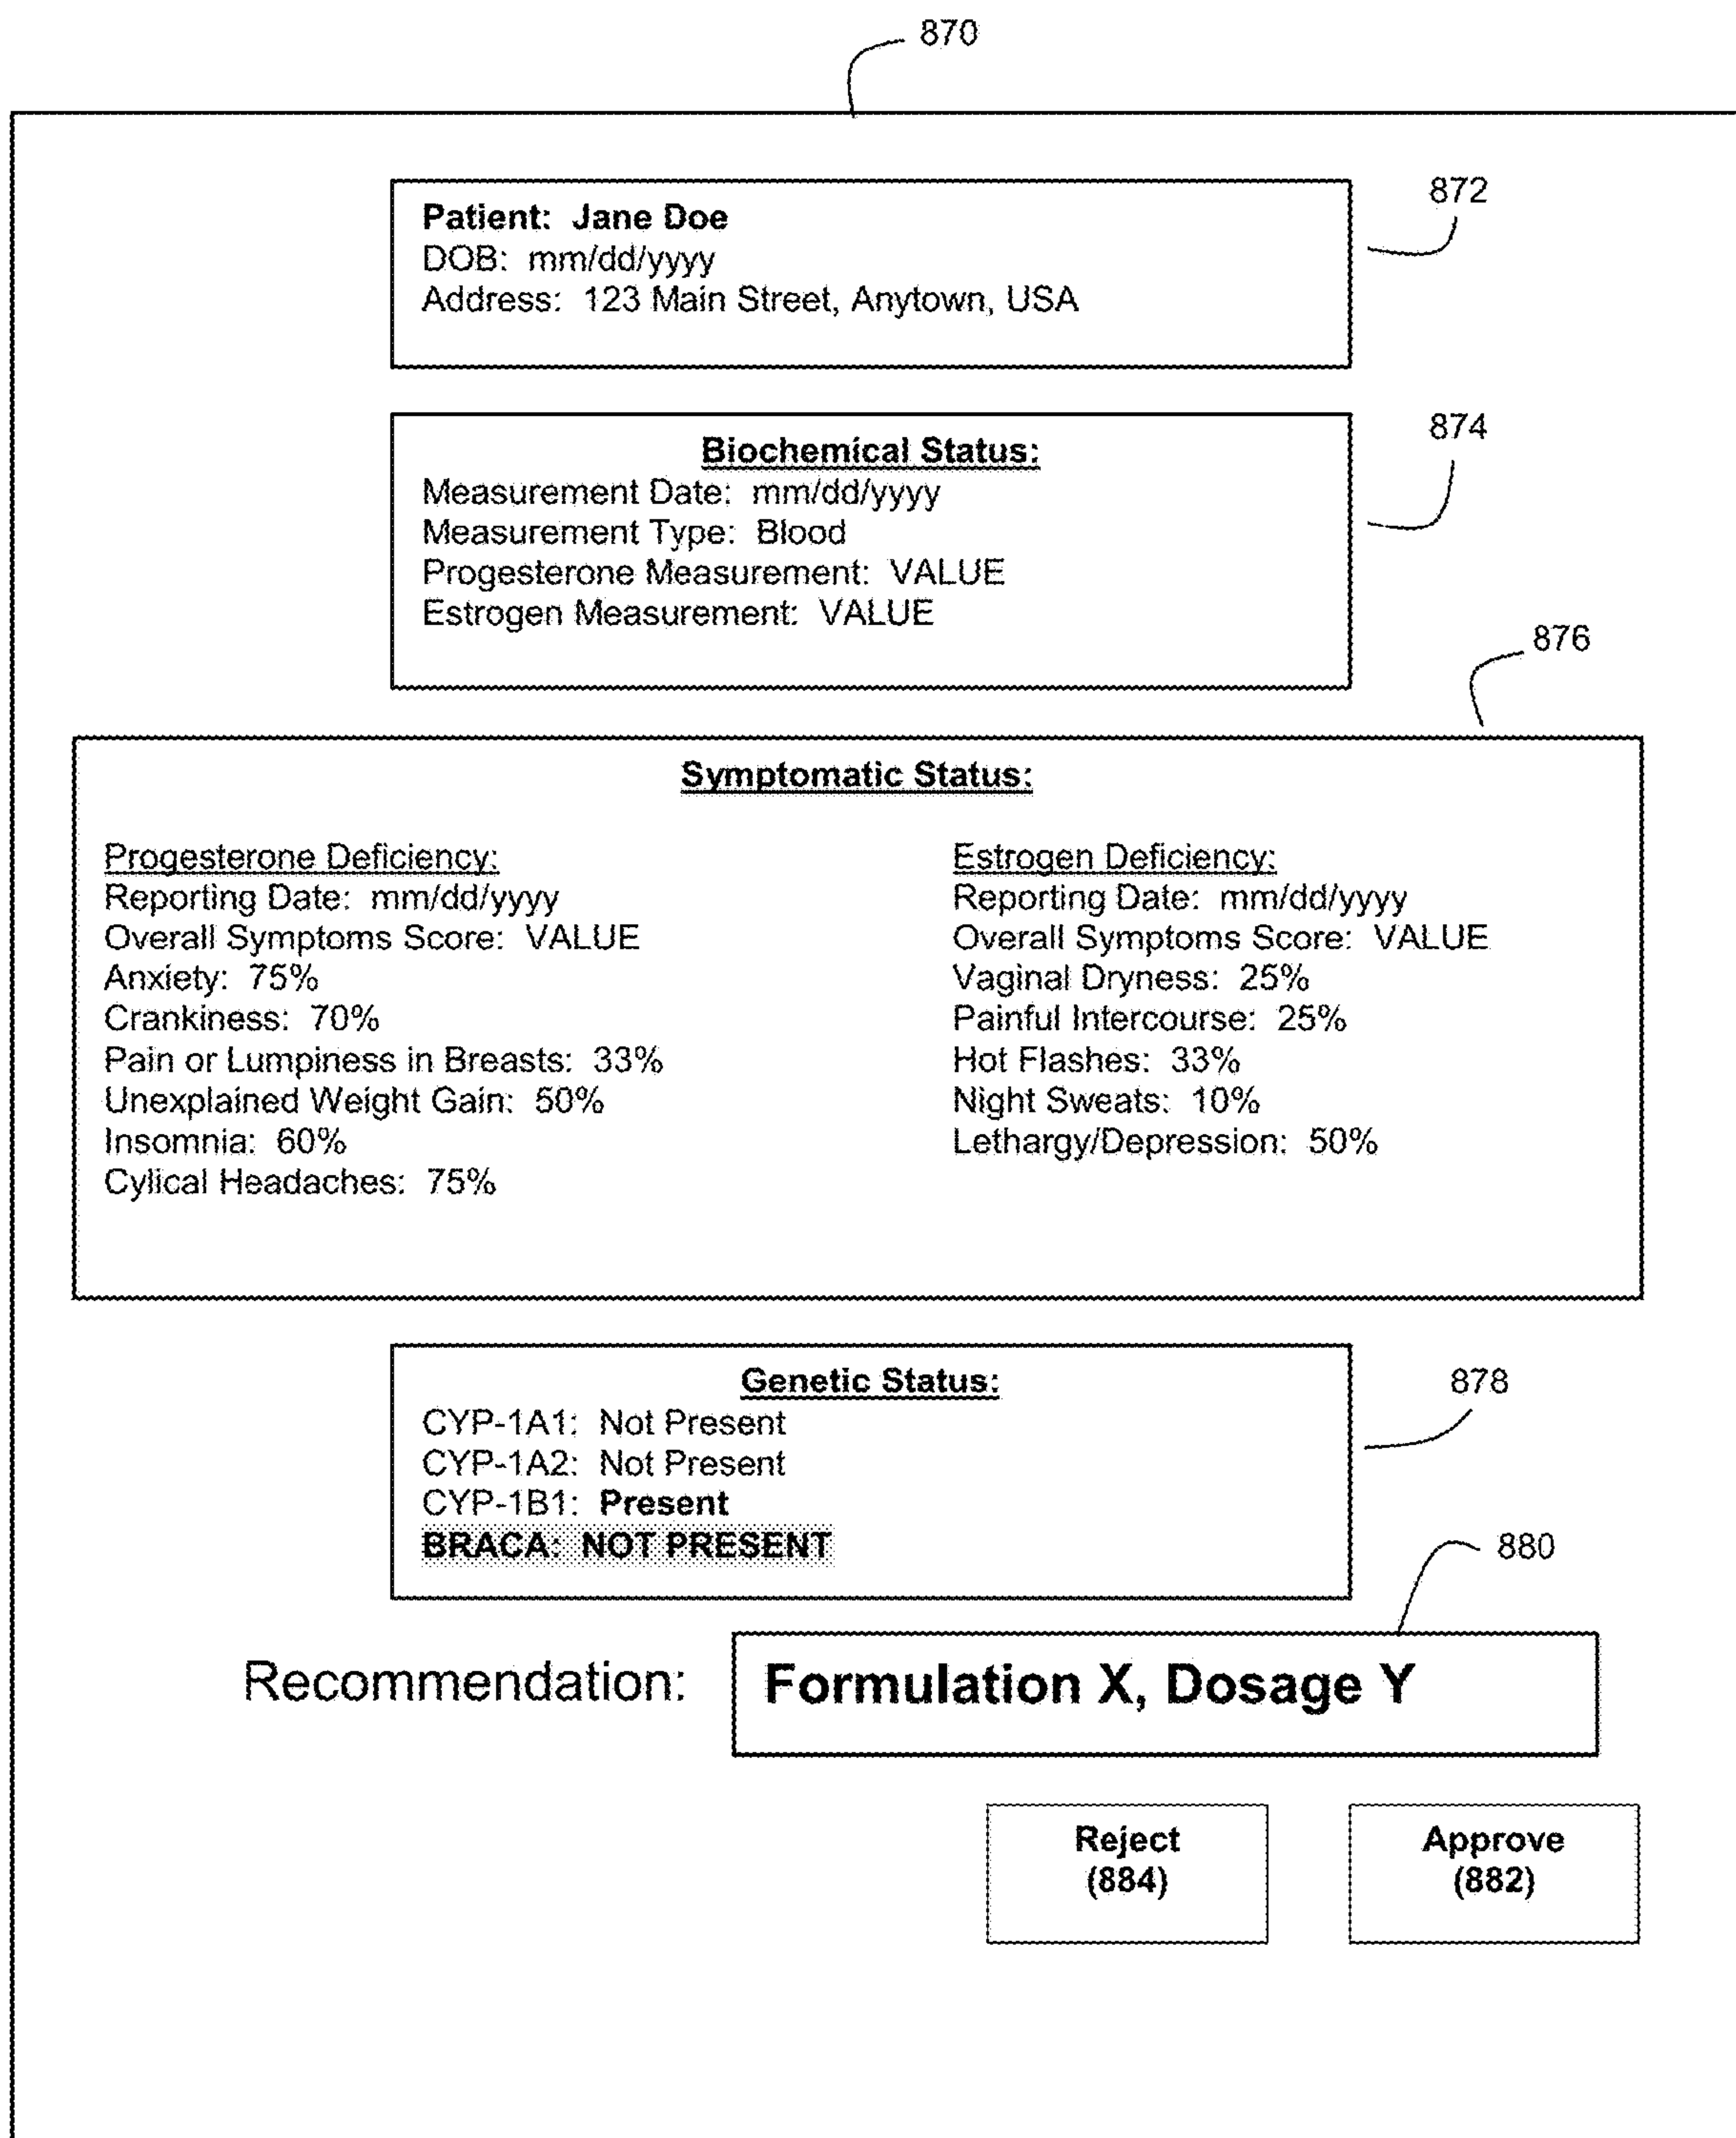 870
872
Patient: Jane Doe
DOB: mm/dd/yyyy
Address: 123 Main Street, Anytown, USA
874
Biochemical Status:
Measurement Date: mm/dd/yyyy
Measurement Type: Blood
Progesterone Measurement: VALUE
Estrogen Measurement: VALUE
876
Symptomatic Status:
Progesterone Deficiency:
Reporting Date: mm/dd/yyyy
Overall Symptoms Score: VALUE
Anxiety: 75%
Crankiness: 70%
Pain or Lumpiness in Breasts: 33%
Unexplained Weight Gain: 50%
Insomnia: 60%
Cylical Headaches: 75%
Estrogen Deficiency:
Reporting Date: mm/dd/yyyy
Overall Symptoms Score: VALUE
Vaginal Dryness: 25%
Painful Intercourse: 25%
Hot Flashes: 33%
Night Sweats: 10%
Lethargy/Depression: 50%
878
Genetic Status:
CYP-1A1: Not Present
CYP-1A2: Not Present
CYP-1B1: Present
BRACA: NOT PRESENT
880
Recommendation:
Formulation X, Dosage Y
Reject
(884)
Approve
(882)